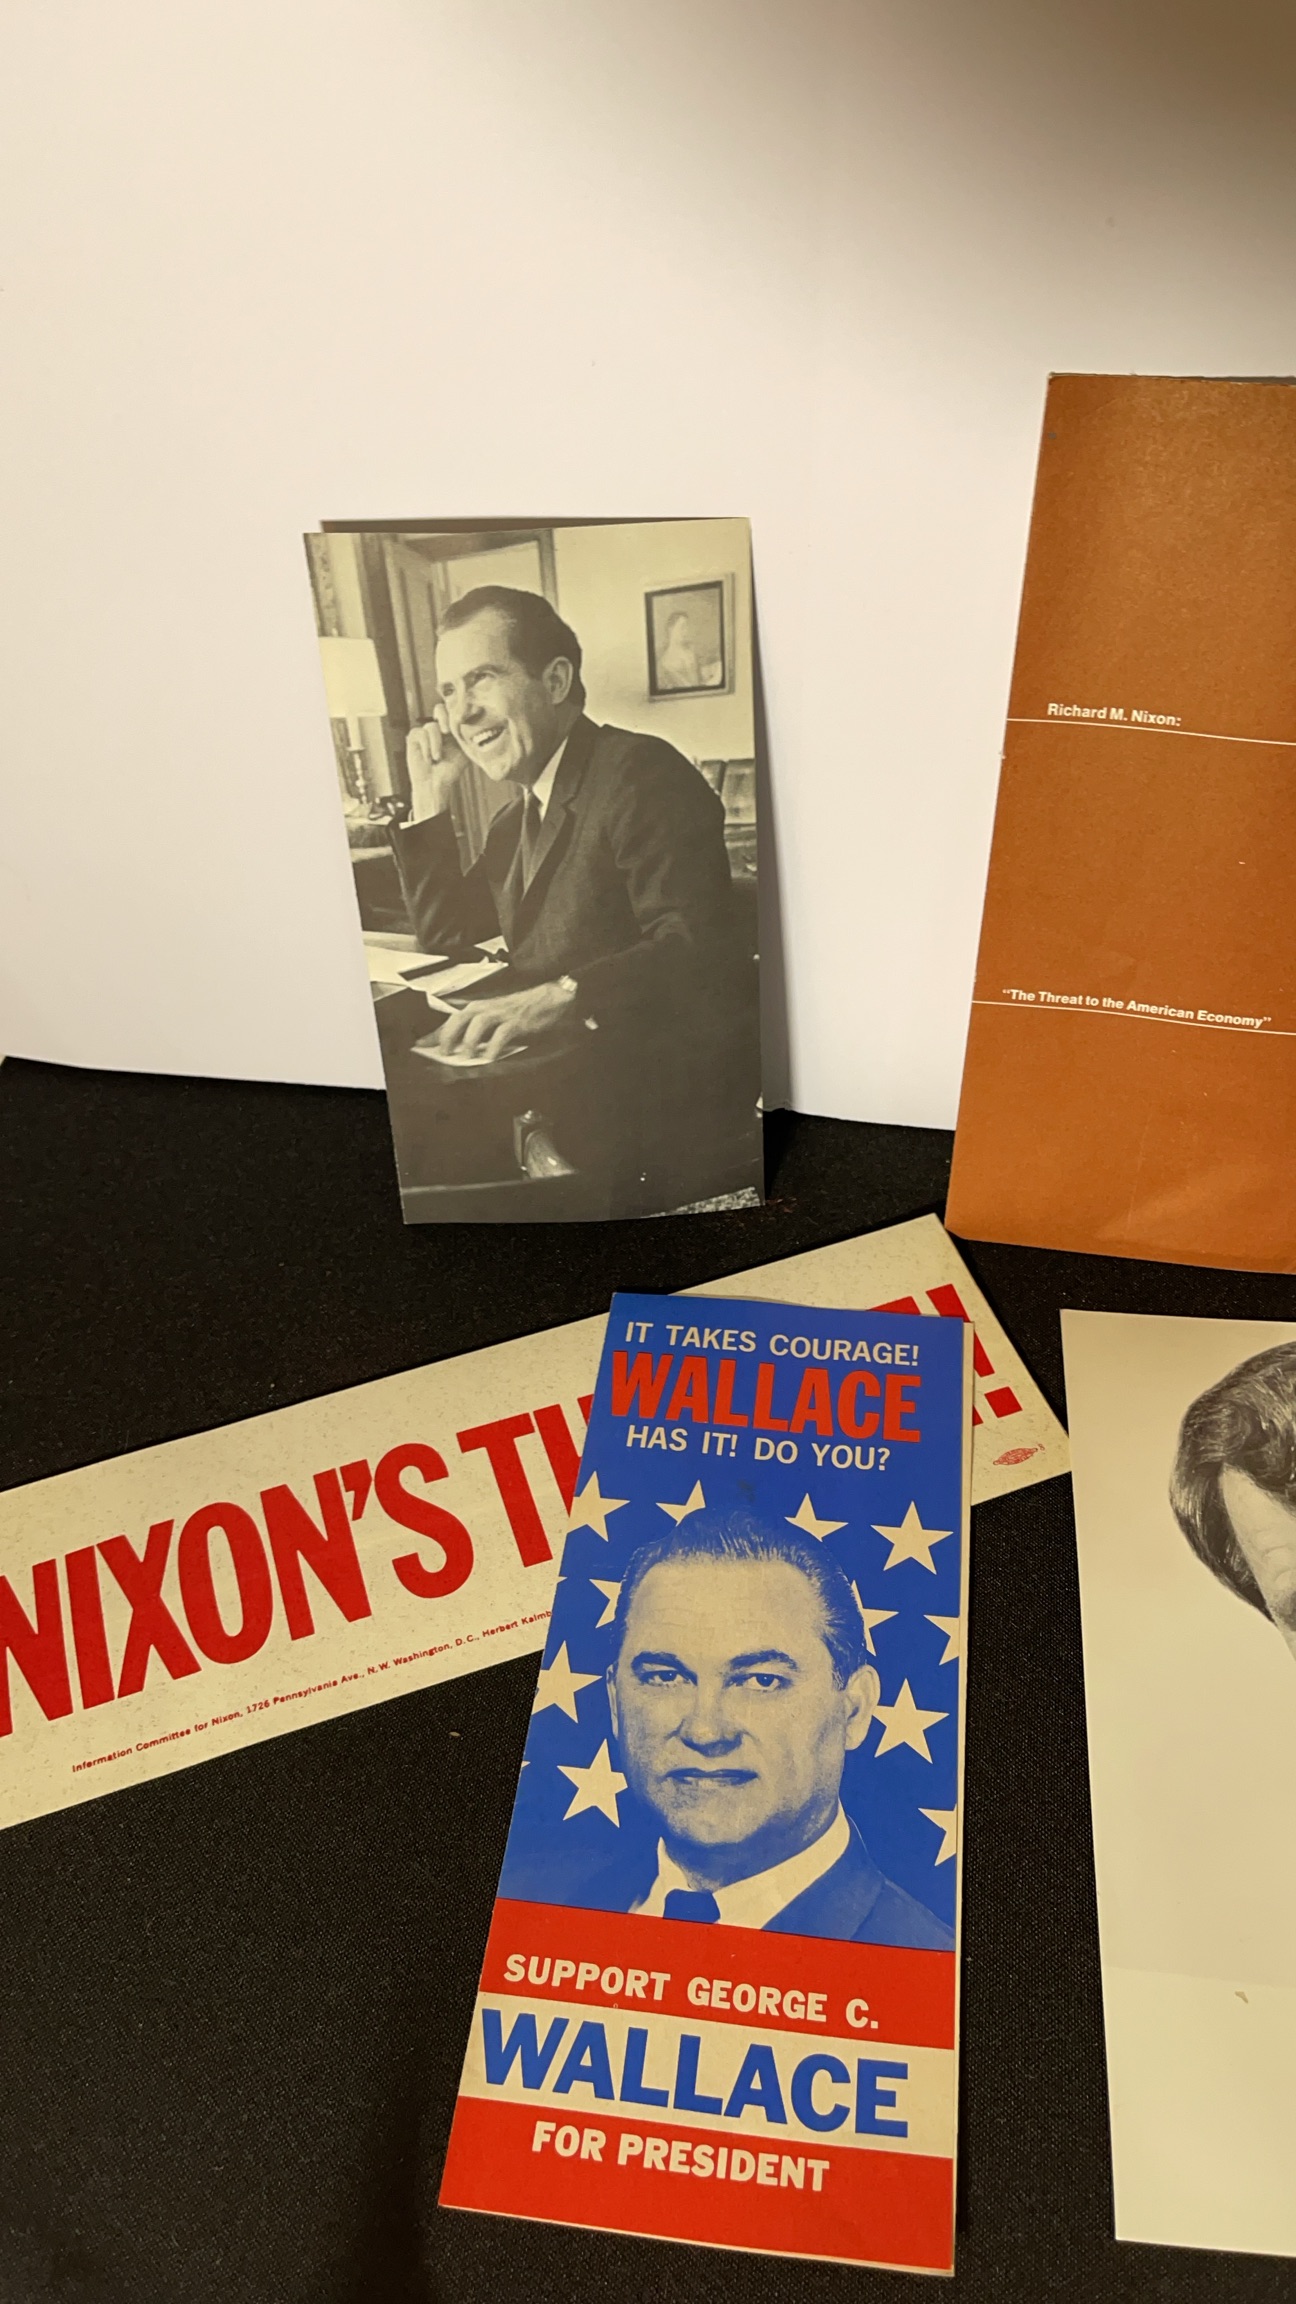 Richard M. Nixon:
"The Threat to the American Economy"
NIXON'S
Information Committee for Nixon, 1726 Pennsylvania Ave., N.W. Washington, D.C., Herbert
IT TAKES COURAGE!
WALLACE
HAS IT! DO YOU?
SUPPORT GEORGE C.
WALLACE
FOR PRESIDENT